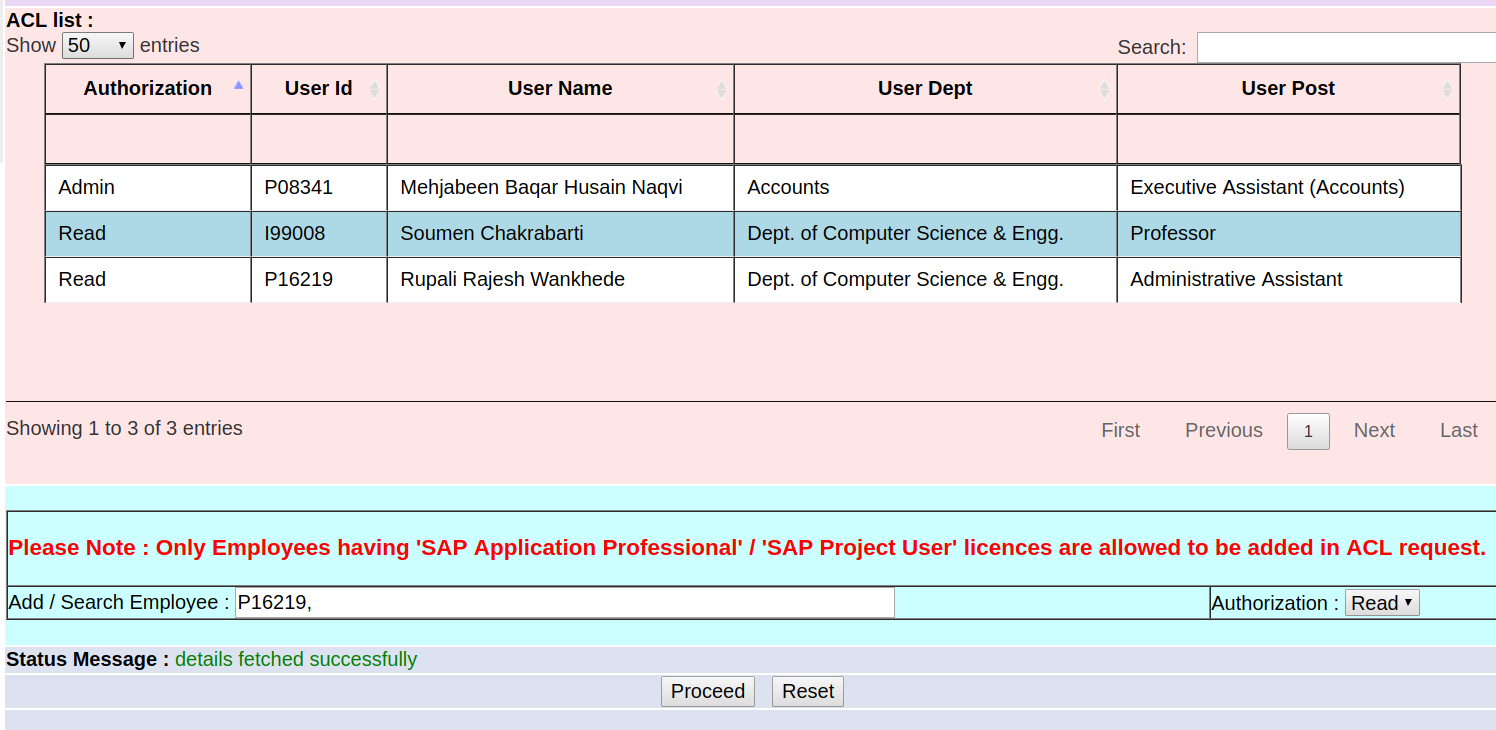 ACL list :
Show 50 entries
Search:
Authorization User Id User Name User Dept User Post
Admin P08341 Mehjabeen Baqar Husain Naqvi Accounts Executive Assistant (Accounts)
Read I99008 Soumen Chakrabarti Dept. of Computer Science & Engg. Professor
Read P16219 Rupali Rajesh Wankhede Dept. of Computer Science & Engg. Administrative Assistant
Showing 1 to 3 of 3 entries
First Previous 1 Next Last
Please Note : Only Employees having 'SAP Application Professional' / 'SAP Project User' licences are allowed to be added in ACL request.
Add / Search Employee : P16219, Authorization : Read
Status Message : details fetched successfully
Proceed Reset